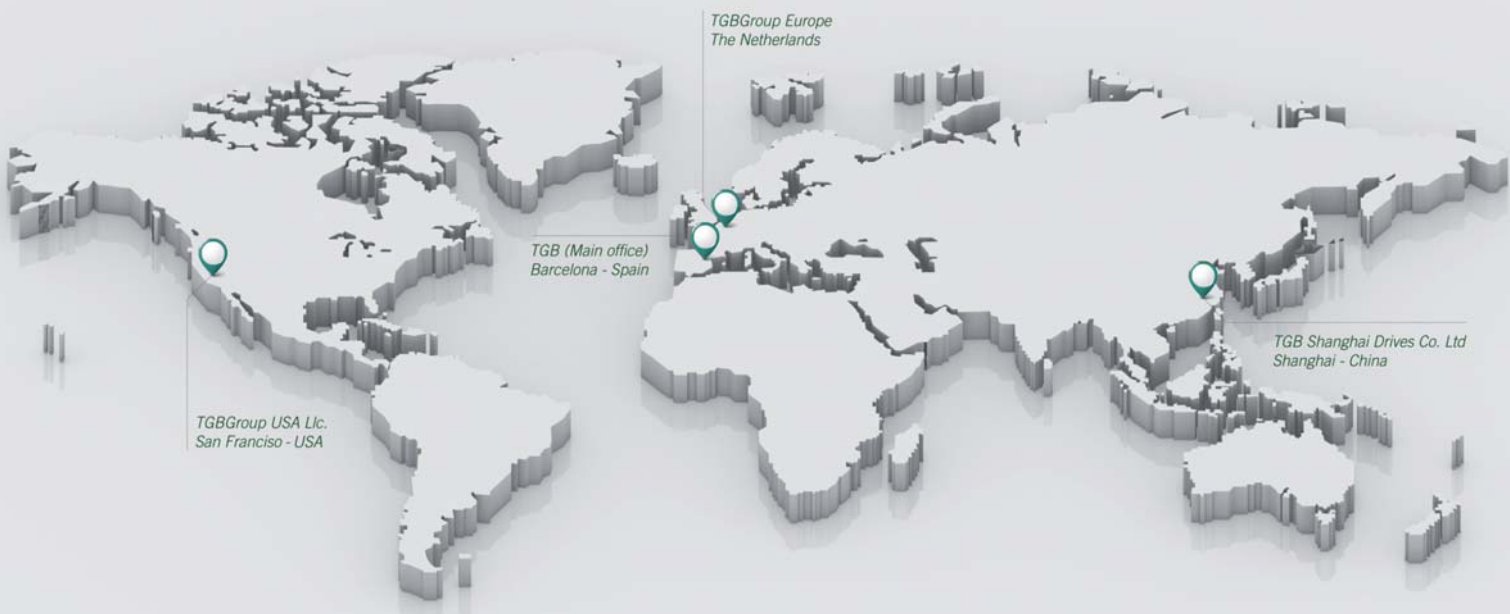 TGBGroup Europe
The Netherlands
TGB (Main office)
Barcelona - Spain
TGB Shanghai Drives Co. Ltd
Shanghai - China
TGBGroup USA Llc.
San Franciso - USA